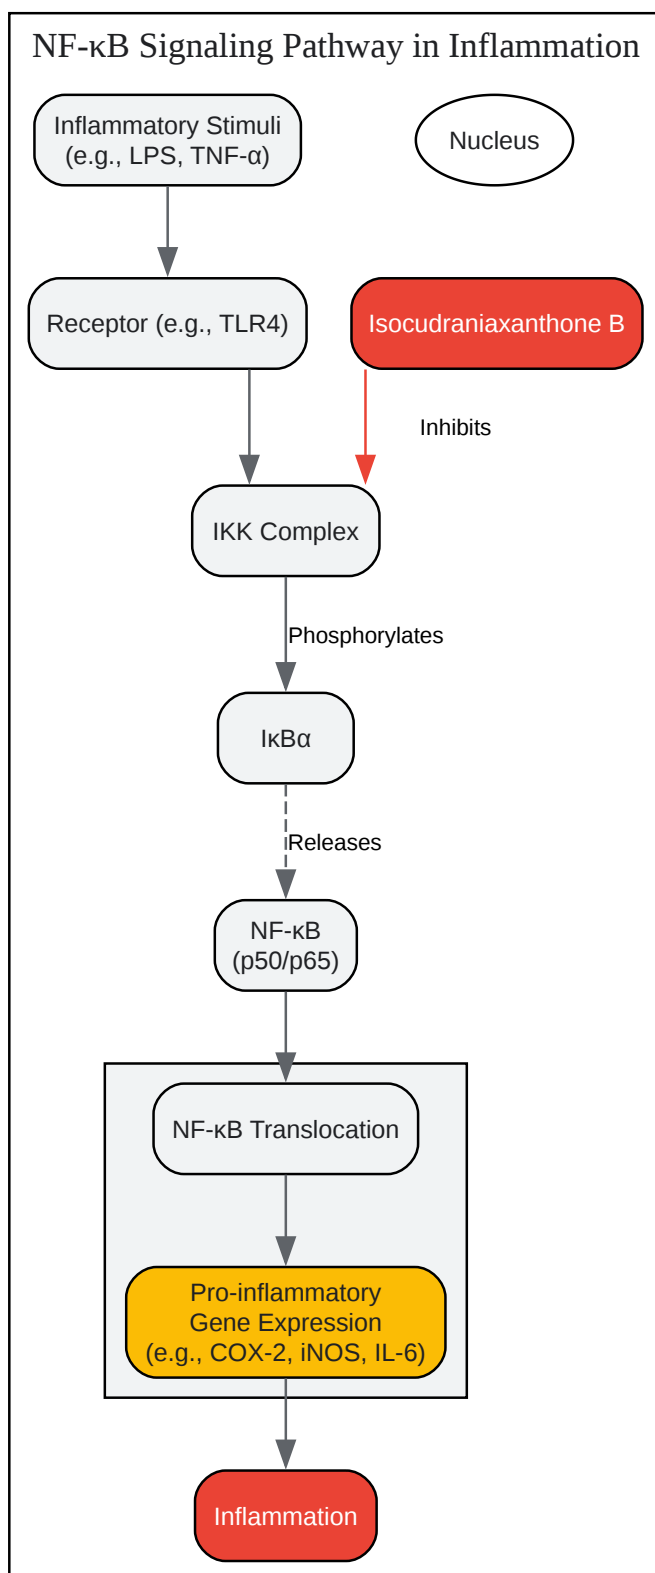 NF-κB Signaling Pathway in Inflammation
Inflammatory Stimuli
(e.g., LPS, TNF-α)
Nucleus
Receptor (e.g., TLR4)
Isocudraniaxanthone B
Inhibits
IKK Complex
Phosphorylates
IκBα
Releases
NF-κB
(p50/p65)
NF-κB Translocation
Pro-inflammatory
Gene Expression
(e.g., COX-2, iNOS, IL-6)
Inflammation